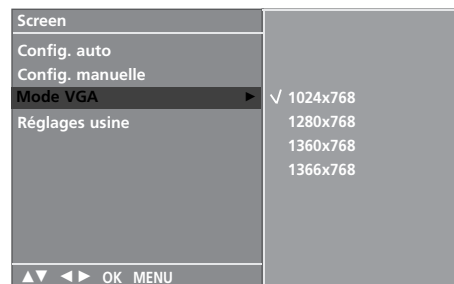 Screen
Config. auto
Config. manuelle
Mode VGA ►
Réglages usine
√ 1024x768
1280x768
1360x768
1366x768
▲▼ ◄► OK MENU